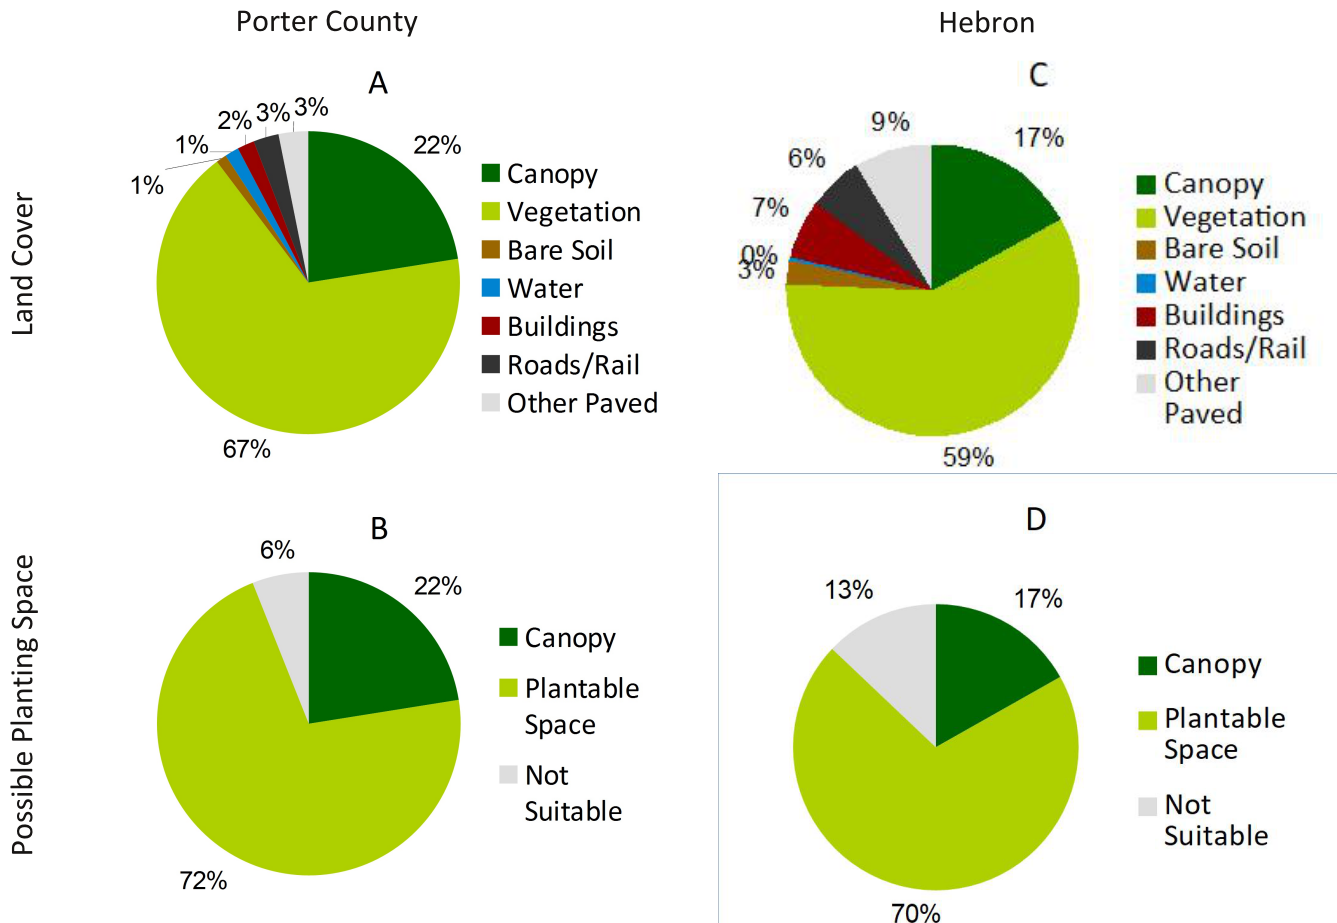 Porter County
Hebron
Land Cover
A
1%
1%
2%
3%
3%
22%
67%
Canopy
Vegetation
Bare Soil
Water
Buildings
Roads/Rail
Other Paved
C
3%
0%
7%
6%
9%
17%
59%
Canopy
Vegetation
Bare Soil
Water
Buildings
Roads/Rail
Other
Paved
Possible Planting Space
B
6%
22%
72%
Canopy
Plantable
Space
Not
Suitable
D
13%
17%
70%
Canopy
Plantable
Space
Not
Suitable